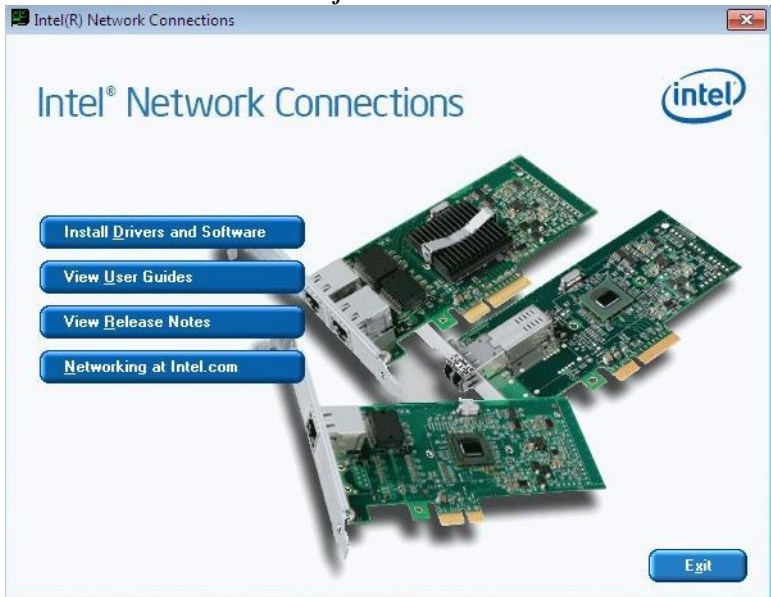 Intel(R) Network Connections
Intel® Network Connections
intel
Install Drivers and Software
View User Guides
View Release Notes
Networking at Intel.com
Exit